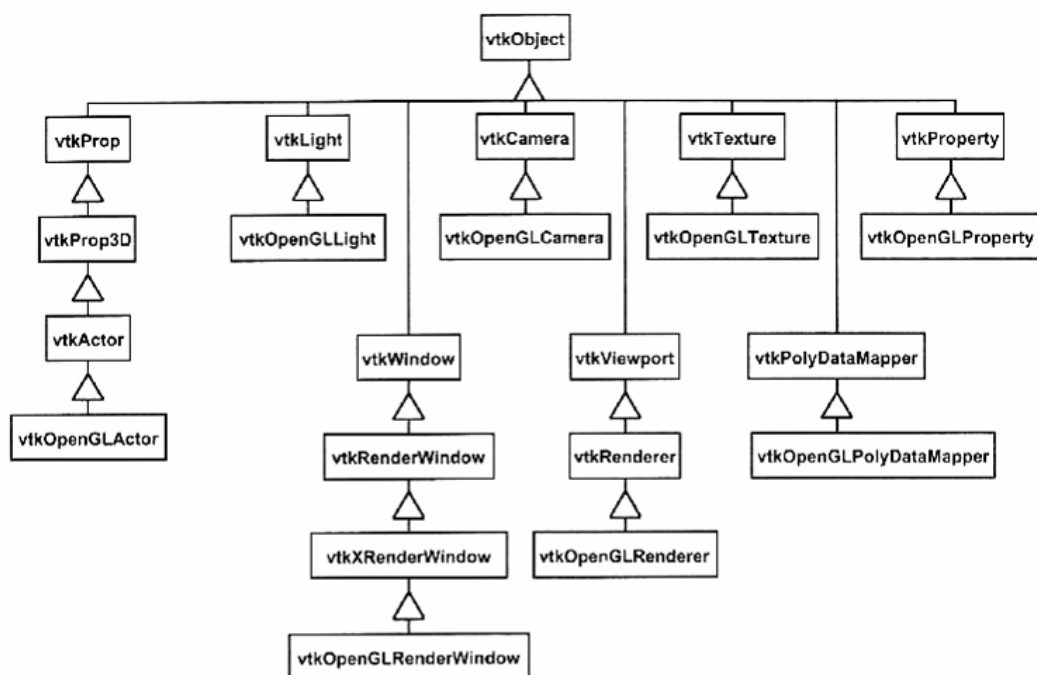 vtkObject
vtkProp
vtkLight
vtkCamera
vtkTexture
vtkProperty
vtkProp3D
vtkOpenGLLight
vtkOpenGLCamera
vtkOpenGLTexture
vtkOpenGLProperty
vtkActor
vtkWindow
vtkViewport
vtkPolyDataMapper
vtkOpenGLActor
vtkRenderWindow
vtkRenderer
vtkOpenGLPolyDataMapper
vtkXRenderWindow
vtkOpenGLRenderer
vtkOpenGLRenderWindow